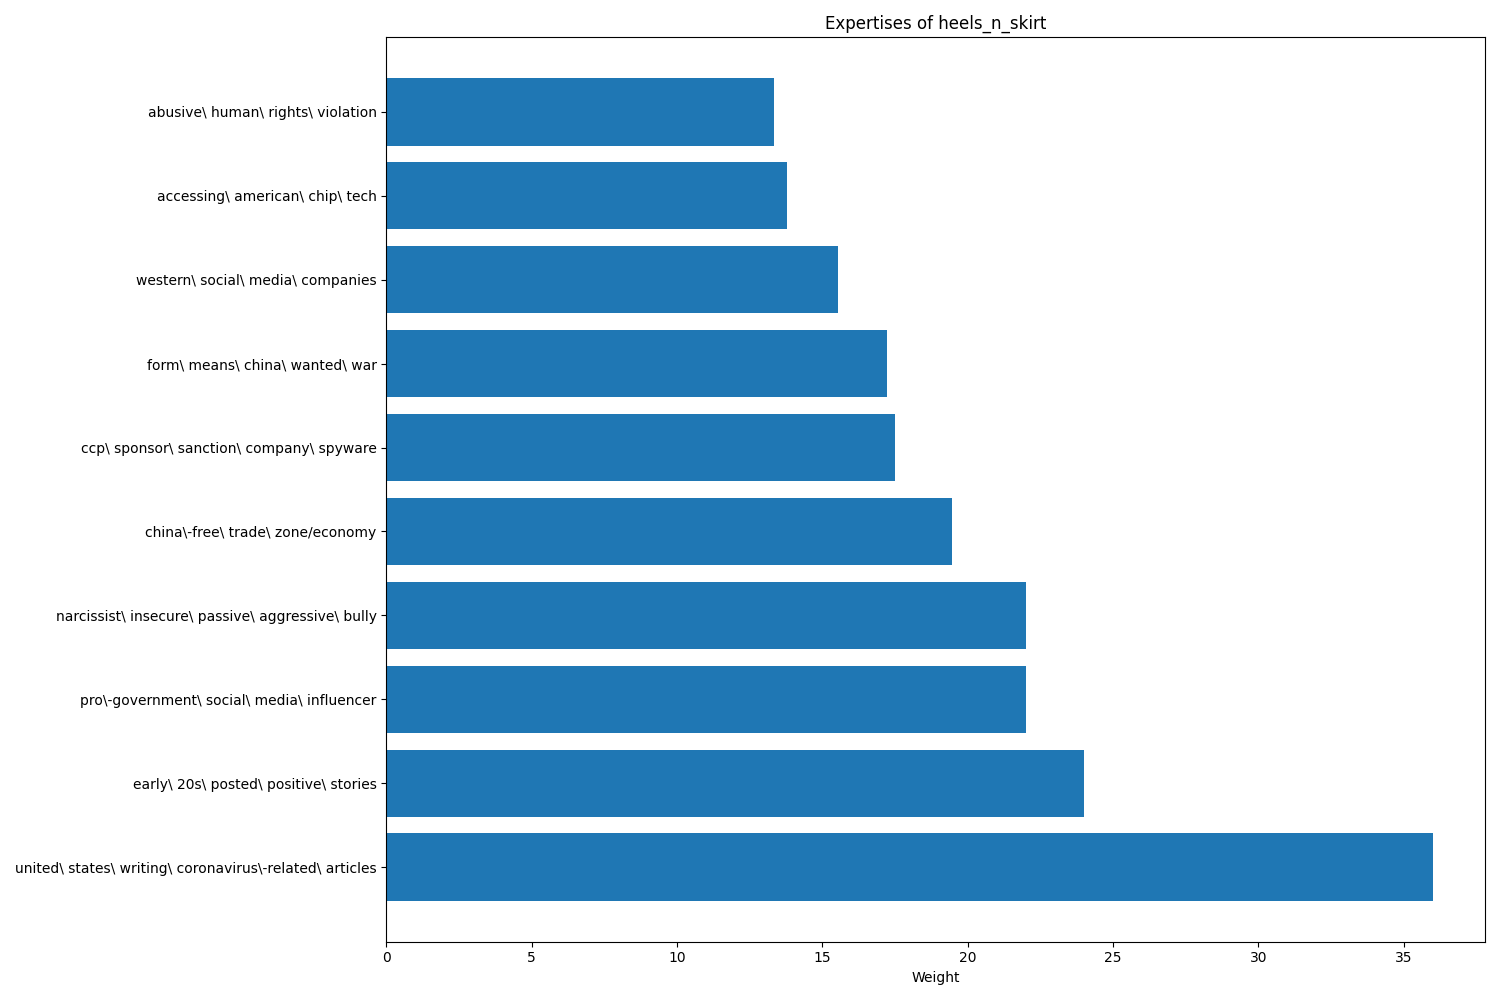 Expertises of heels_n_skirt
abusive\ human\ rights\ violation
accessing\ american\ chip\ tech
western\ social\ media\ companies
form\ means\ china\ wanted\ war
ccp\ sponsor\ sanction\ company\ spyware
china\-free\ trade\ zone/economy
narcissist\ insecure\ passive\ aggressive\ bully
pro\-government\ social\ media\ influencer
early\ 20s\ posted\ positive\ stories
united\ states\ writing\ coronavirus\-related\ articles
0 5 10 15 20 25 30 35
Weight